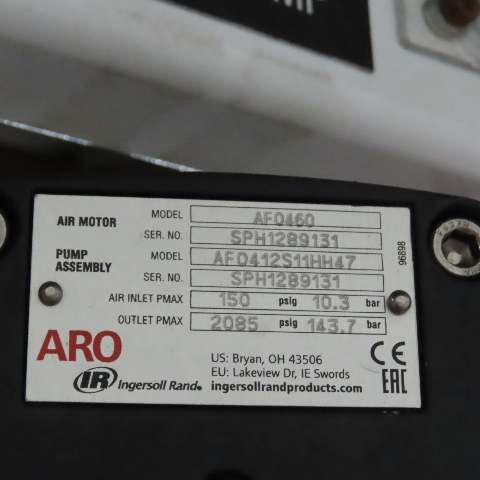 AIR MOTOR MODEL AF0460
SER. NO. SPH1289131
PUMP ASSEMBLY MODEL AF0412S11HH47
SER. NO. SPH1289131
AIR INLET PMAX 150 psig 10.3 bar
OUTLET PMAX 2085 psig 143.7 bar
96898
ARO
IR Ingersoll Rand.
US: Bryan, OH 43506
EU: Lakeview Dr, IE Swords
ingersollrandproducts.com
CE
EAC